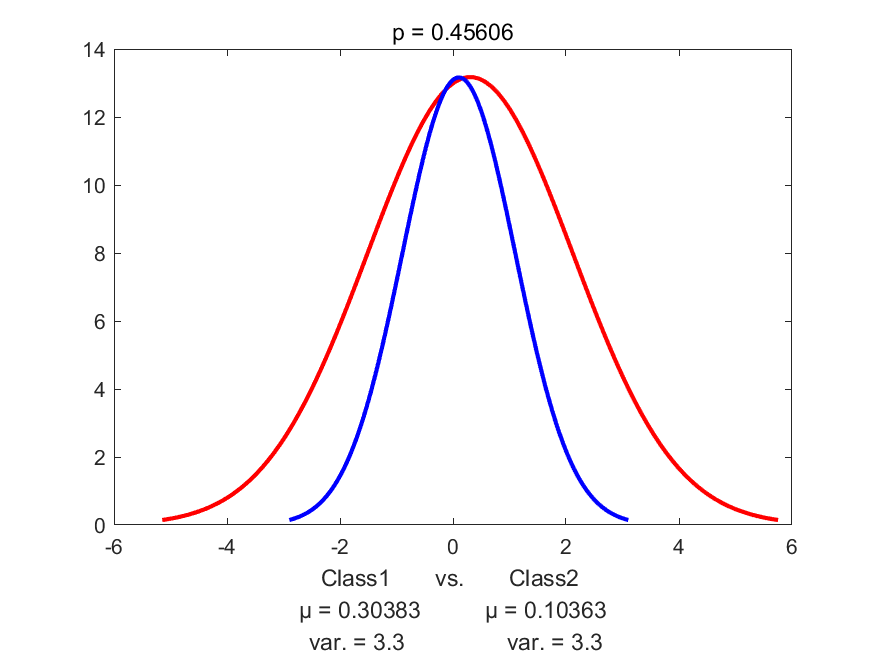 p = 0.45606
14
12
10
8
6
4
2
0
-6 -4 -2 0 2 4 6
Class1 vs. Class2
μ = 0.30383 μ = 0.10363
var. = 3.3 var. = 3.3